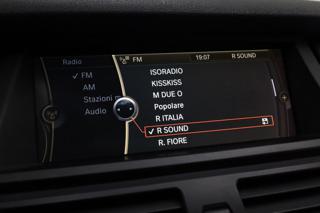 Radio
FM
19:07
R SOUND
✓ FM
AM
Stazioni
Audio
ISORADIO
KISSKISS
M DUE O
Popolare
R ITALIA
✓ R SOUND
R. FIORE